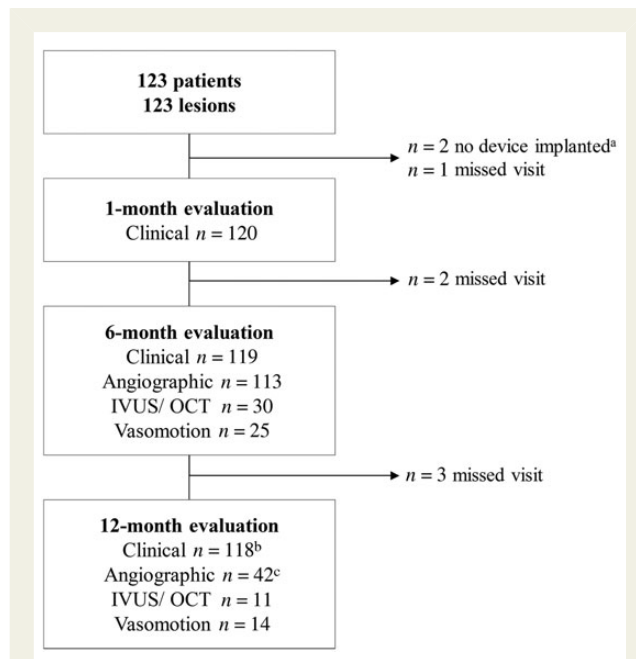 123 patients
123 lesions
n = 2 no device implantedᵃ
n = 1 missed visit
1-month evaluation
Clinical n = 120
n = 2 missed visit
6-month evaluation
Clinical n = 119
Angiographic n = 113
IVUS/ OCT n = 30
Vasomotion n = 25
n = 3 missed visit
12-month evaluation
Clinical n = 118ᵇ
Angiographic n = 42ᶜ
IVUS/ OCT n = 11
Vasomotion n = 14